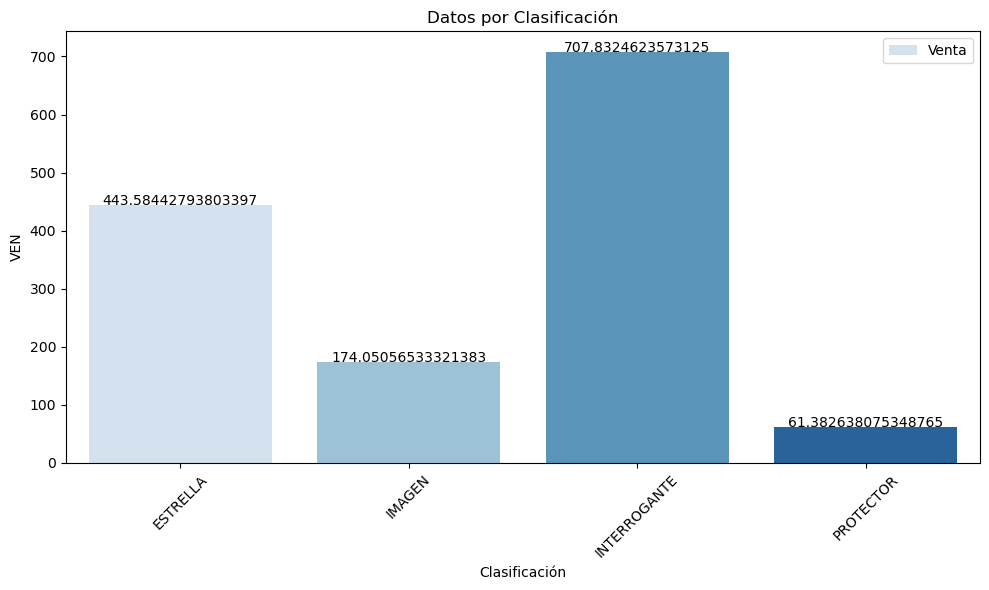 Datos por Clasificación
Venta
VEN
700
600
500
400
300
200
100
0
443.58442793803397
174.05056533321383
707.8324623573125
61.382638075348765
ESTRELLA
IMAGEN
INTERROGANTE
PROTECTOR
Clasificación